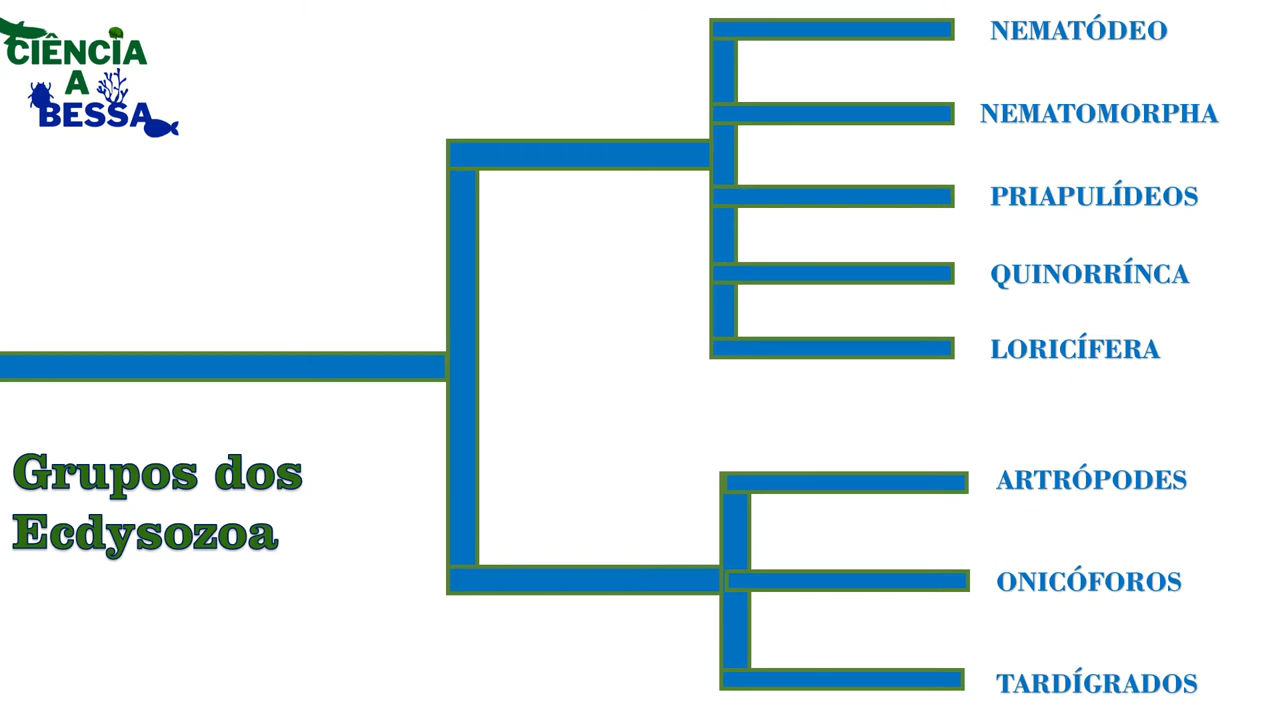 CIÊNCIA
A
BESSA
NEMATÓDEO
NEMATOMORPHA
PRIAPULÍDEOS
QUINORRÍNCA
LORICÍFERA
Grupos dos
Ecdysozoa
ARTRÓPODES
ONICÓFOROS
TARDÍGRADOS